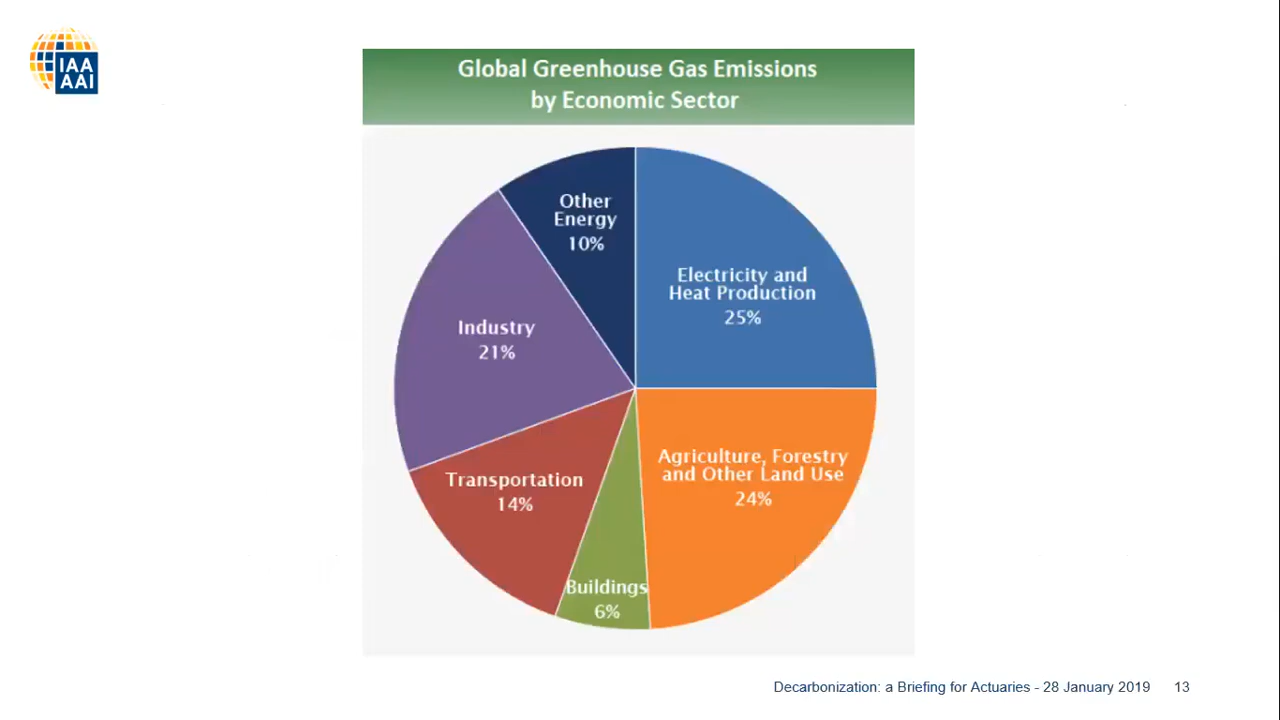 IAA
AAI
Global Greenhouse Gas Emissions
by Economic Sector
Other
Energy
10%
Electricity and
Heat Production
25%
Industry
21%
Agriculture, Forestry
and Other Land Use
24%
Transportation
14%
Buildings
6%
Decarbonization: a Briefing for Actuaries - 28 January 2019 13